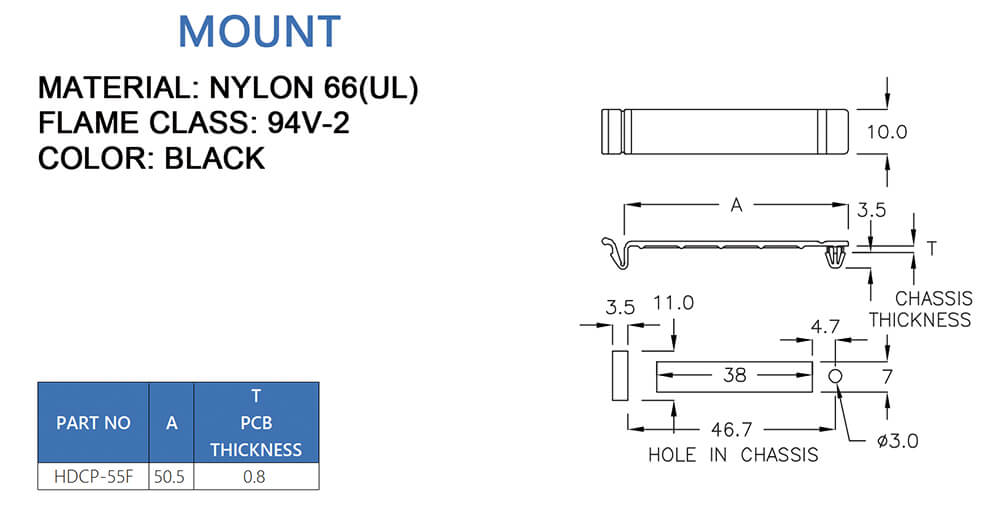 MOUNT
MATERIAL: NYLON 66(UL)
FLAME CLASS: 94V-2
COLOR: BLACK
10.0
A
3.5
T
CHASSIS
THICKNESS
3.5
11.0
4.7
38
7
46.7
ø3.0
HOLE IN CHASSIS
PART NO
A
T
PCB
THICKNESS
HDCP-55F
50.5
0.8